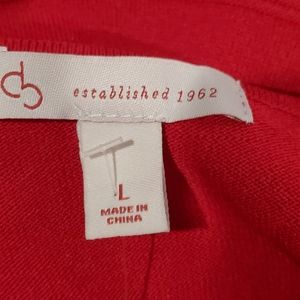 established 1962
L
MADE IN
CHINA